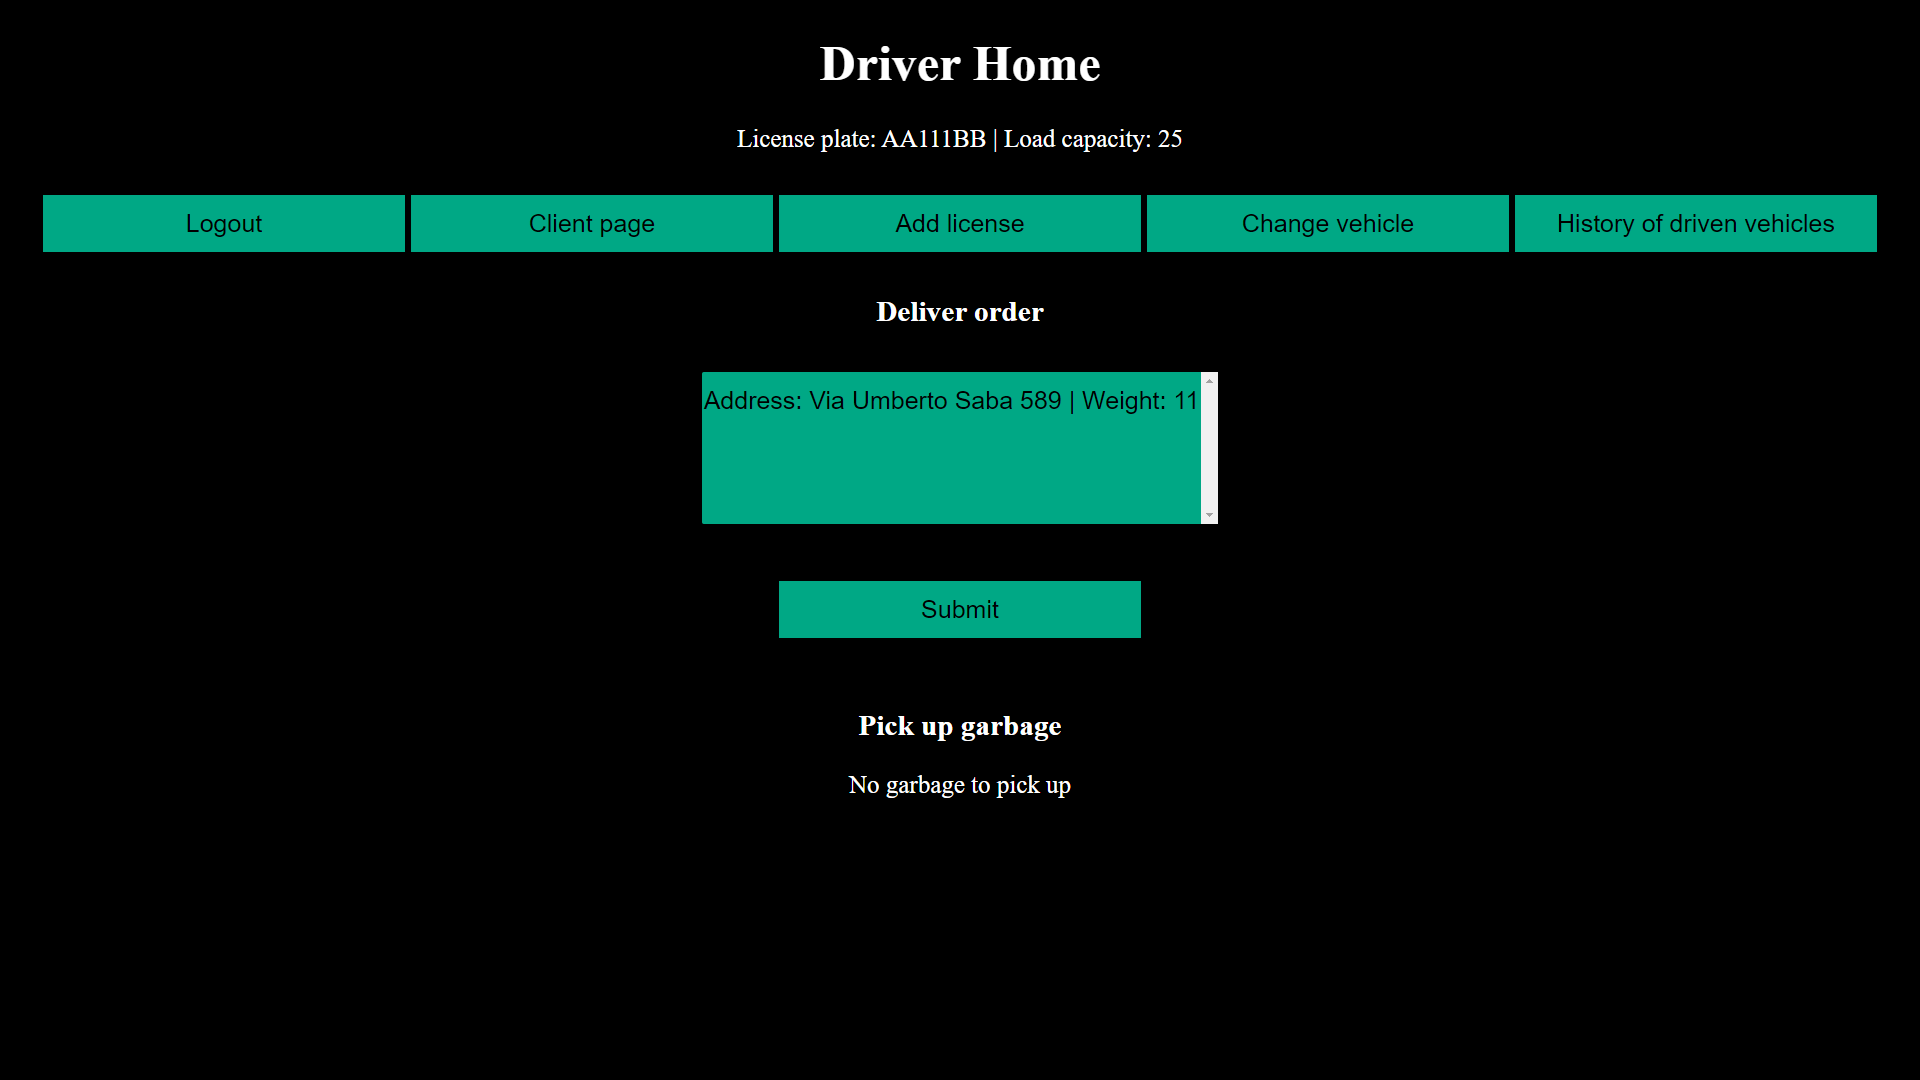 Driver Home
License plate: AA111BB | Load capacity: 25
Logout Client page Add license Change vehicle History of driven vehicles
Deliver order
Address: Via Umberto Saba 589 | Weight: 11
Submit
Pick up garbage
No garbage to pick up